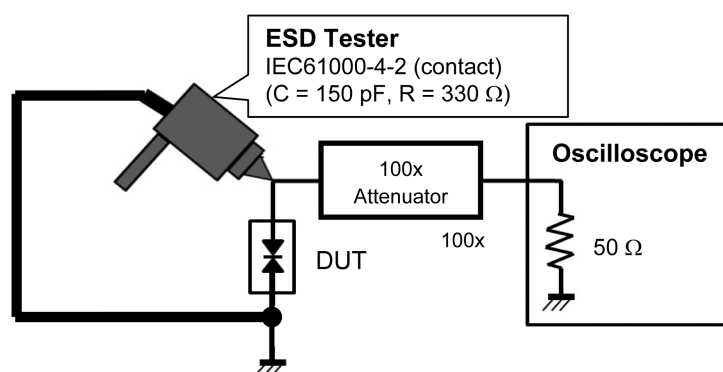 ESD Tester
IEC61000-4-2 (contact)
(C = 150 pF, R = 330 Ω)
100x
Attenuator
100x
Oscilloscope
50 Ω
DUT